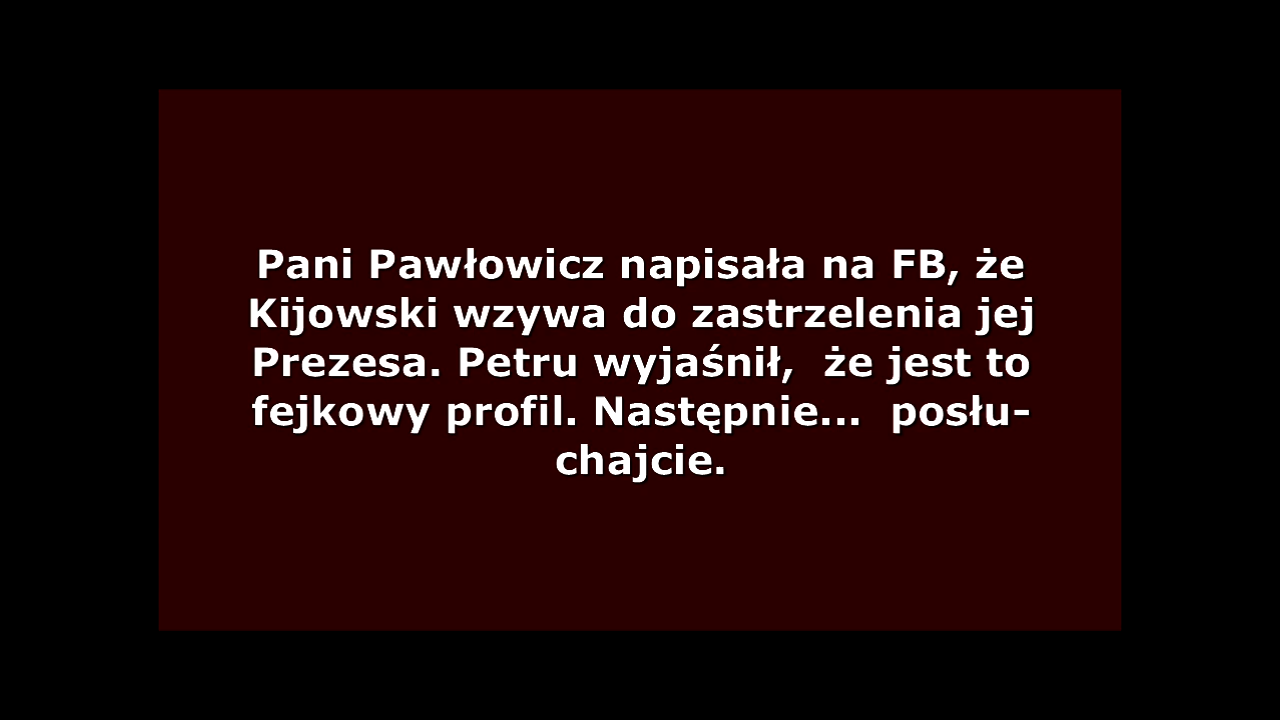 Pani Pawłowicz napisała na FB, że
Kijowski wzywa do zastrzelenia jej
Prezesa. Petru wyjaśnił,  że jest to
fejkowy profil. Następnie...  posłu-
chajcie.